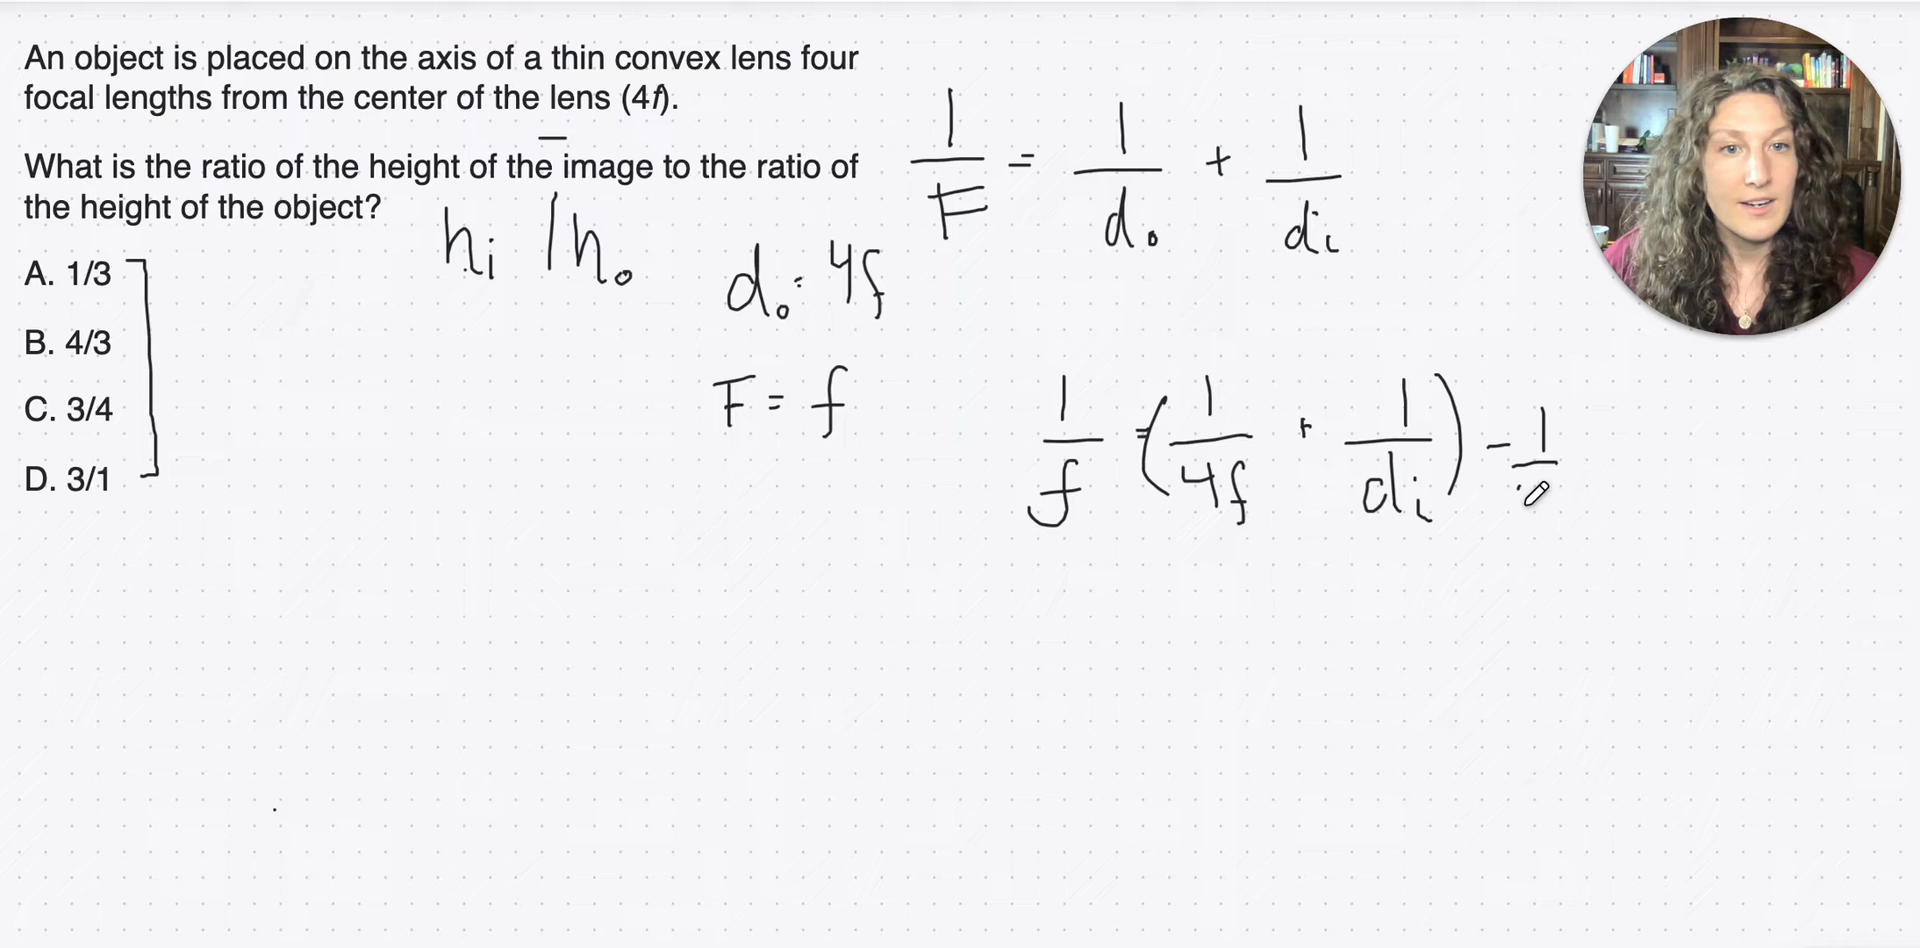 An object is placed on the axis of a thin convex lens four
focal lengths from the center of the lens (4f).
What is the ratio of the height of the image to the ratio of
the height of the object?
hi / ho
A. 1/3
B. 4/3
C. 3/4
D. 3/1
do = 4f
F = f
1/F = 1/do + 1/di
1/f = (1/4f + 1/di) - 1/